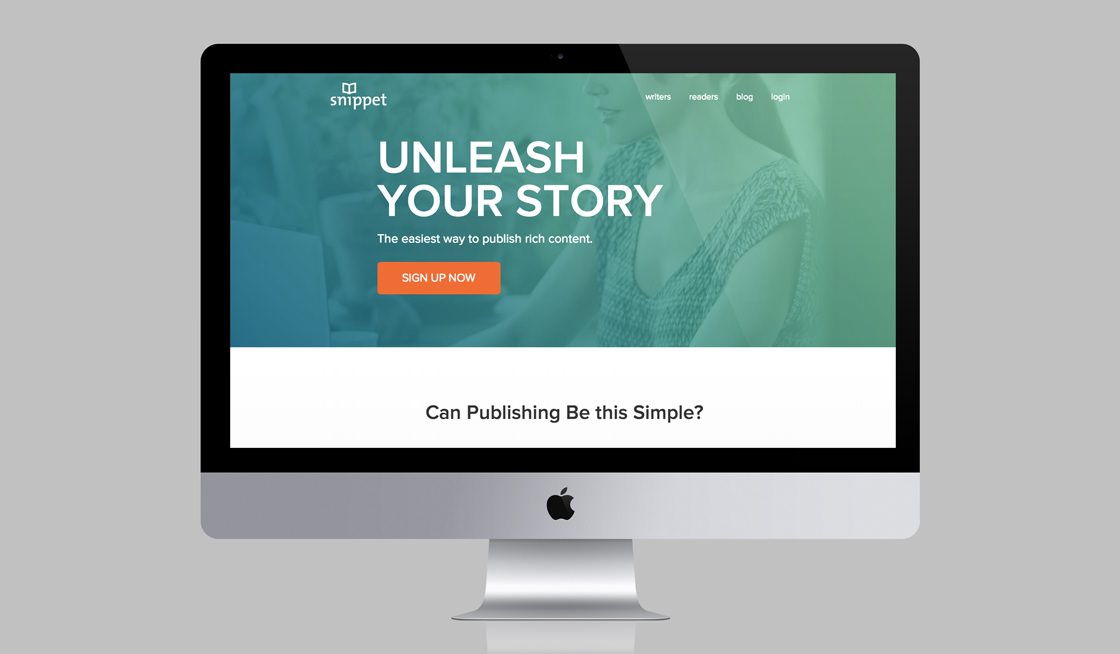 snippet
writers readers blog login
UNLEASH
YOUR STORY
The easiest way to publish rich content.
SIGN UP NOW
Can Publishing Be this Simple?